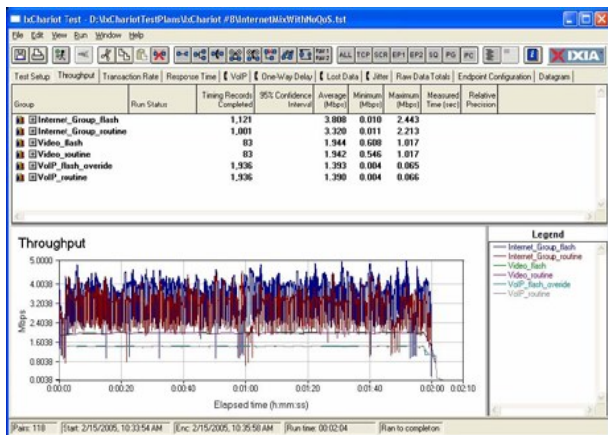 IxChariot Test - D:\IxChariotTestPlans\IxChariot #8\InternetMixWithNoQoS.tst
File Edit View Run Window Help
ALL TCP SCR EP1 EP2 SQ PG PC
XIXIA
Test Setup Throughput Transaction Rate Response Time VoIP One-Way Delay Lost Data Jitter Raw Data Totals Endpoint Configuration Datagram
Group Run Status Timing Records Completed 95% Confidence Interval Average (Mbps) Minimum (Mbps) Maximum (Mbps) Measured Time (sec) Relative Precision
Internet_Group_flash 1,121 3.808 0.010 2.443
Internet_Group_routine 1,001 3.320 0.011 2.213
Video_flash 83 1.944 0.608 1.017
Video_routine 83 1.942 0.546 1.017
VoIP_flash_overide 1,936 1.393 0.004 0.065
VoIP_routine 1,936 1.390 0.004 0.066
Throughput
Mbps
5.0000
4.0038
3.2038
2.4038
1.6038
0.8038
0.0038
0:00:00 0:00:20 0:00:40 0:01:00 0:01:20 0:01:40 0:02:00 0:02:10
Elapsed time (h:mm:ss)
Legend
Internet_Group_flash
Internet_Group_routine
Video_flash
Video_routine
VoIP_flash_overide
VoIP_routine
Pairs: 118 Start: 2/15/2005, 10:33:54 AM End: 2/15/2005, 10:35:58 AM Run time: 00:02:04 Ran to completion